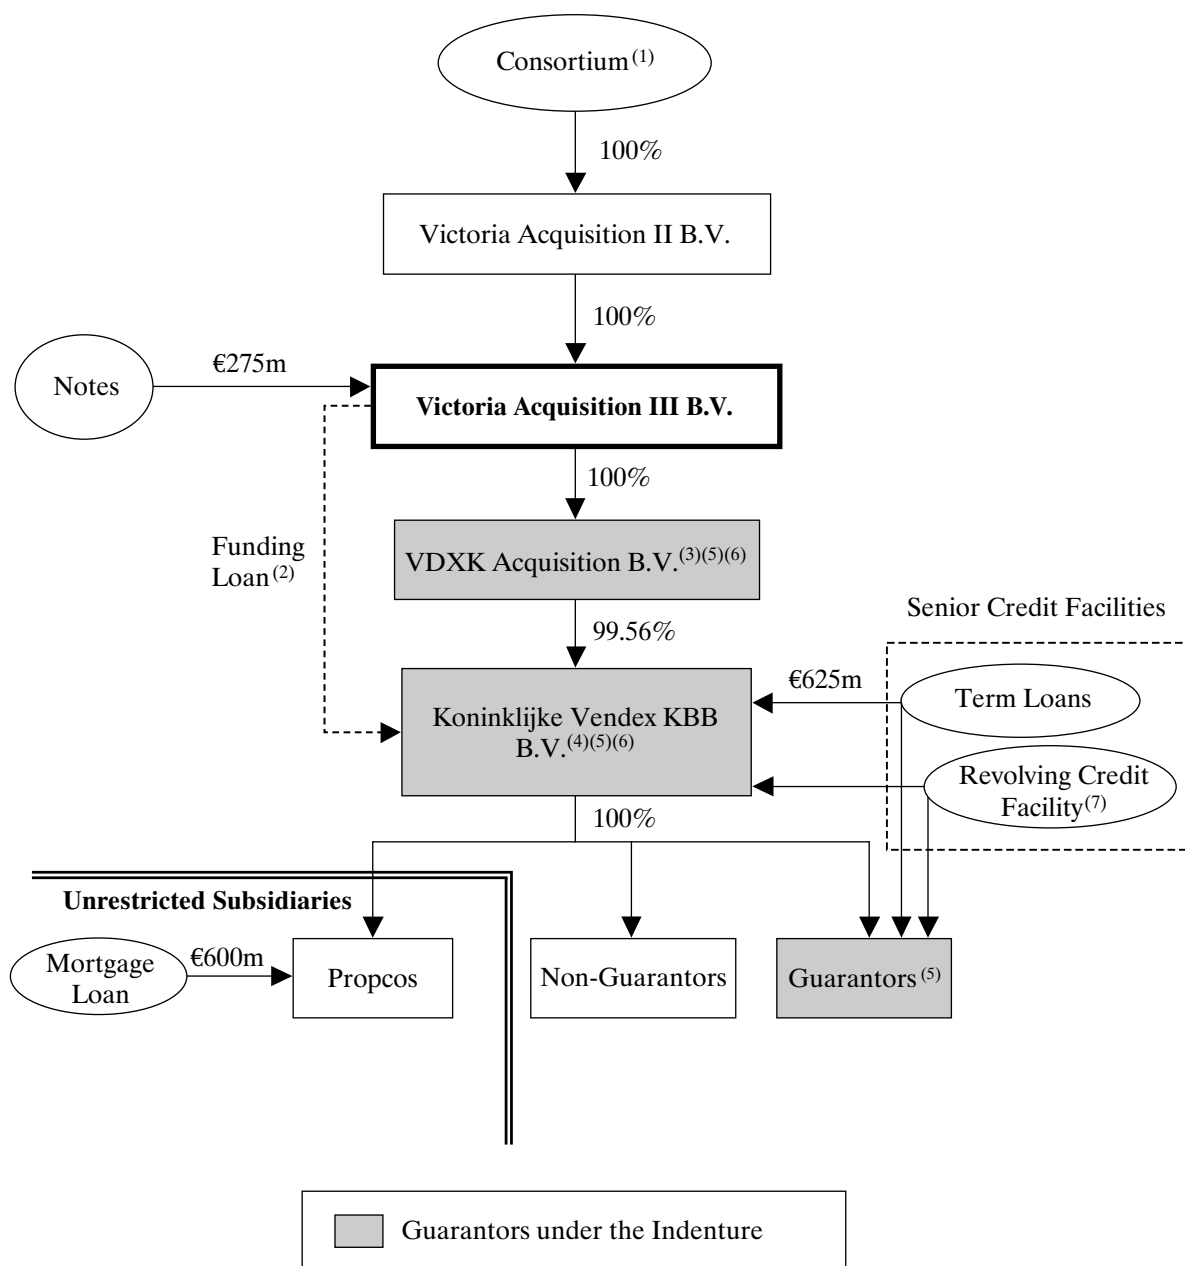 Consortium(1)
100%
Victoria Acquisition II B.V.
100%
€275m
Notes
Victoria Acquisition III B.V.
100%
Funding
Loan(2)
VDXK Acquisition B.V.(3)(5)(6)
Senior Credit Facilities
99.56%
€625m
Term Loans
Koninklijke Vendex KBB
B.V.(4)(5)(6)
Revolving Credit
Facility(7)
100%
Unrestricted Subsidiaries
Mortgage
Loan
€600m
Propcos
Non-Guarantors
Guarantors(5)
Guarantors under the Indenture